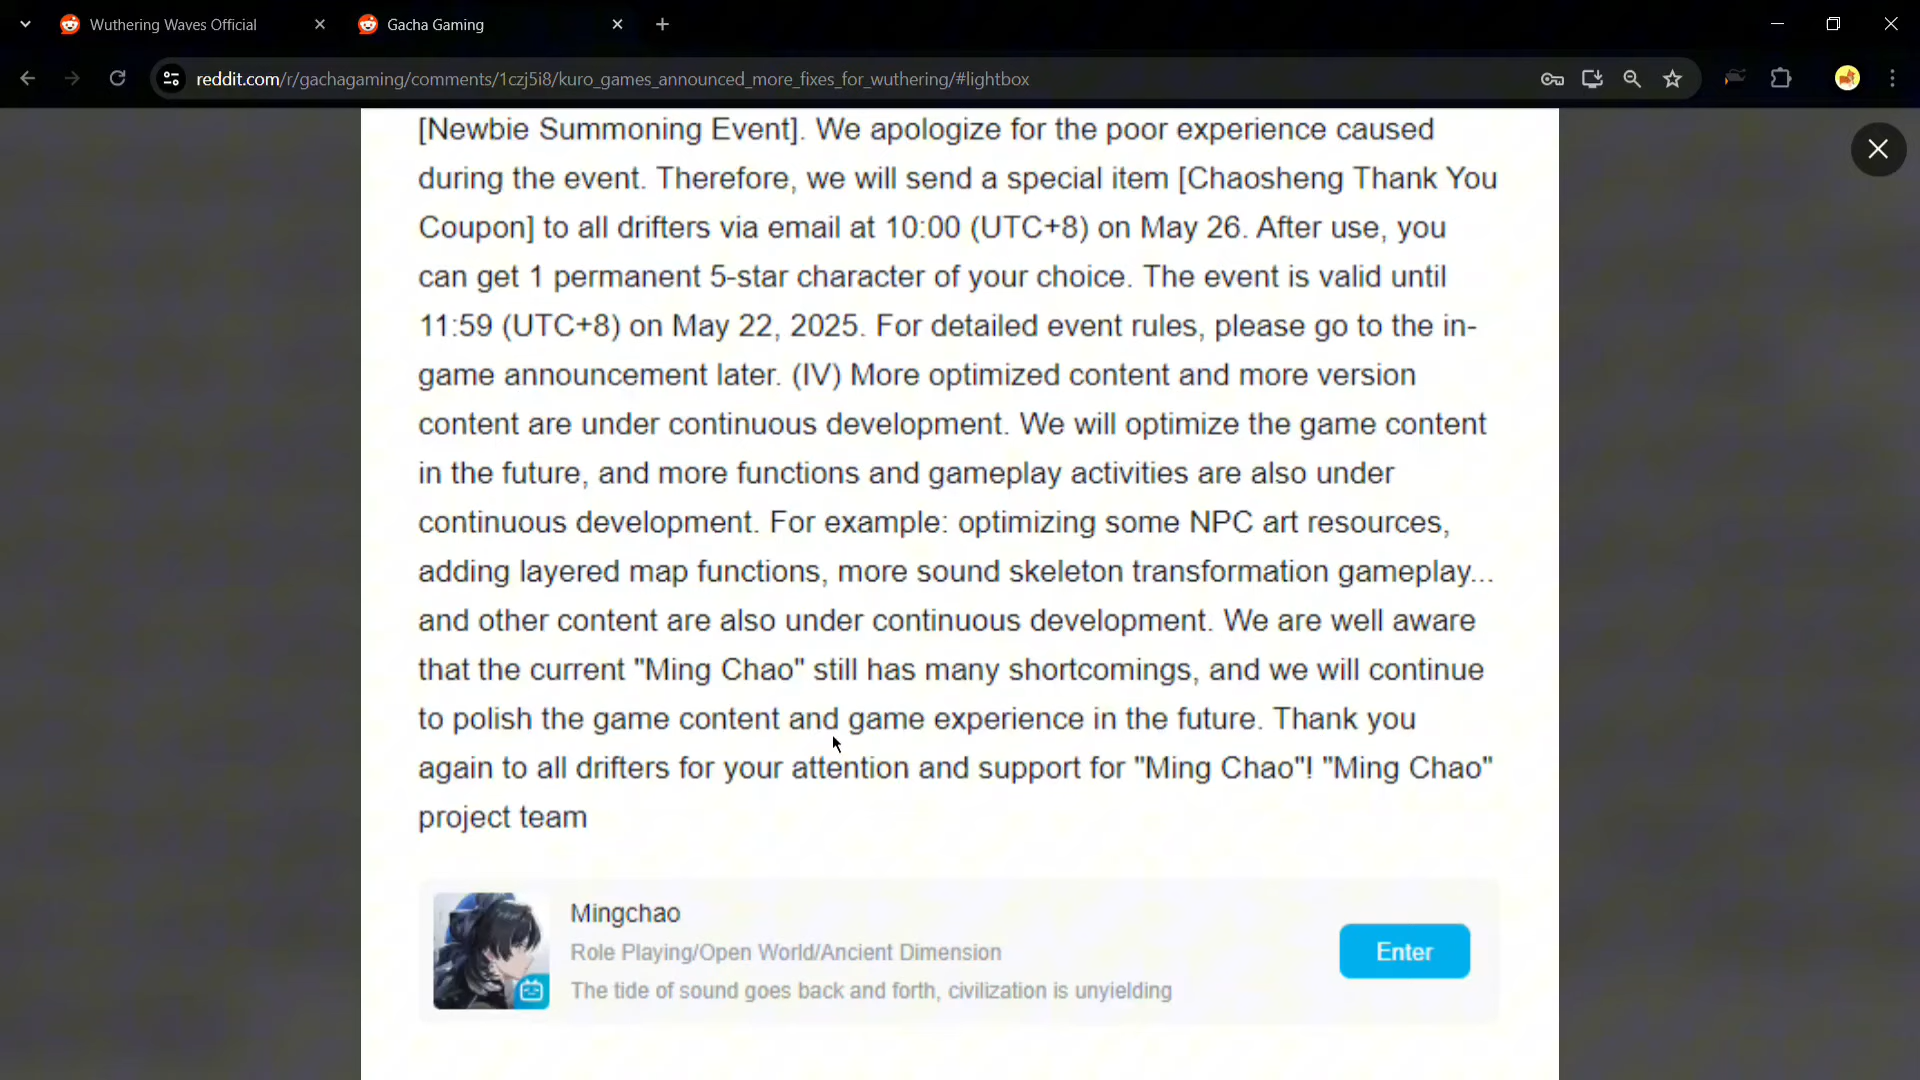 Wuthering Waves Official
Gacha Gaming
reddit.com/r/gachagaming/comments/1czj5i8/kuro_games_announced_more_fixes_for_wuthering/#lightbox
[Newbie Summoning Event]. We apologize for the poor experience caused
during the event. Therefore, we will send a special item [Chaosheng Thank You
Coupon] to all drifters via email at 10:00 (UTC+8) on May 26. After use, you
can get 1 permanent 5-star character of your choice. The event is valid until
11:59 (UTC+8) on May 22, 2025. For detailed event rules, please go to the in-
game announcement later. (IV) More optimized content and more version
content are under continuous development. We will optimize the game content
in the future, and more functions and gameplay activities are also under
continuous development. For example: optimizing some NPC art resources,
adding layered map functions, more sound skeleton transformation gameplay...
and other content are also under continuous development. We are well aware
that the current "Ming Chao" still has many shortcomings, and we will continue
to polish the game content and game experience in the future. Thank you
again to all drifters for your attention and support for "Ming Chao"! "Ming Chao"
project team
Mingchao
Role Playing/Open World/Ancient Dimension
The tide of sound goes back and forth, civilization is unyielding
Enter